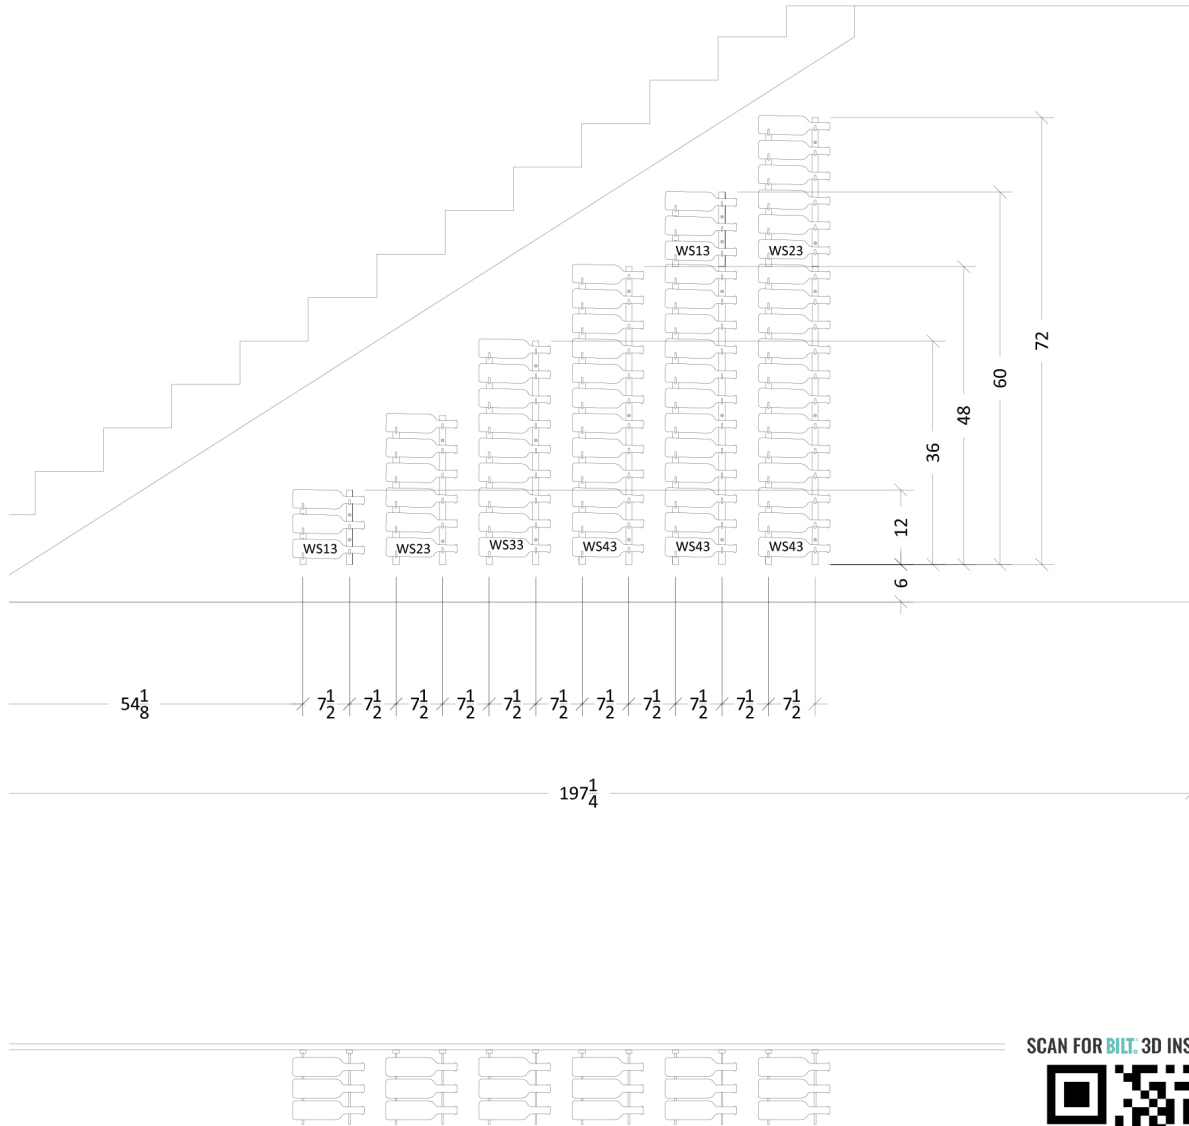 WS13 WS23
72
60
48
36
12
WS13 WS23 WS33 WS43 WS43 WS43
6
54 1/8 7 1/2 7 1/2 7 1/2 7 1/2 7 1/2 7 1/2 7 1/2 7 1/2 7 1/2 7 1/2 7 1/2
197 1/4
SCAN FOR BILT. 3D INS